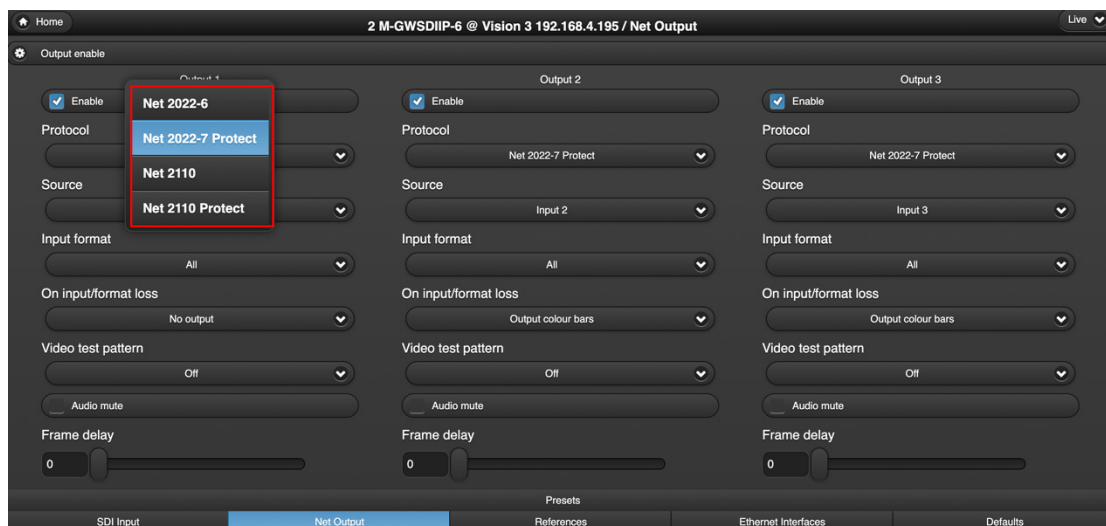 Home
2 M-GWSDIIP-6 @ Vision 3 192.168.4.195 / Net Output
Live
Output enable
Output 1
Enable
Net 2022-6
Net 2022-7 Protect
Net 2110
Net 2110 Protect
Protocol
Source
Input format
All
On input/format loss
No output
Video test pattern
Off
Audio mute
Frame delay
0
Output 2
Enable
Protocol
Net 2022-7 Protect
Source
Input 2
Input format
All
On input/format loss
Output colour bars
Video test pattern
Off
Audio mute
Frame delay
0
Output 3
Enable
Protocol
Net 2022-7 Protect
Source
Input 3
Input format
All
On input/format loss
Output colour bars
Video test pattern
Off
Audio mute
Frame delay
0
Presets
SDI Input
Net Output
References
Ethernet Interfaces
Defaults